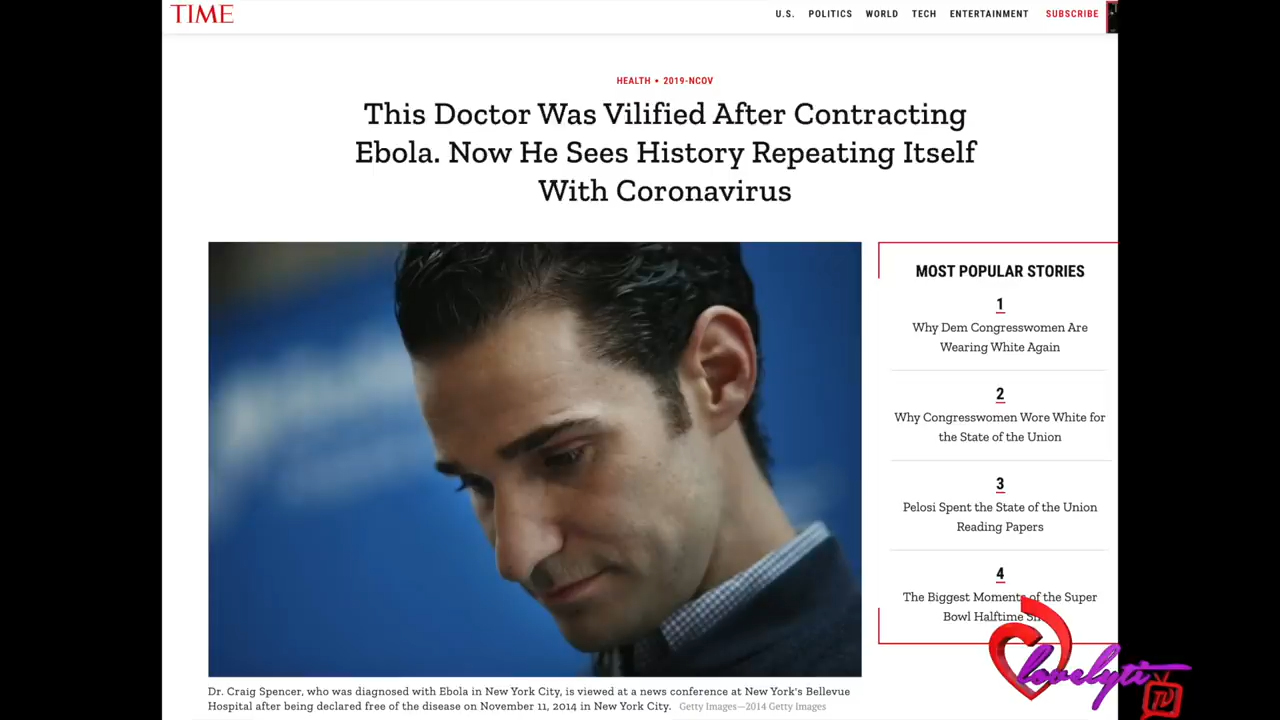 TIME
U.S. POLITICS WORLD TECH ENTERTAINMENT SUBSCRIBE
HEALTH • 2019-NCOV
This Doctor Was Vilified After Contracting
Ebola. Now He Sees History Repeating Itself
With Coronavirus
MOST POPULAR STORIES
1
Why Dem Congresswomen Are
Wearing White Again
2
Why Congresswomen Wore White for
the State of the Union
3
Pelosi Spent the State of the Union
Reading Papers
4
The Biggest Moments of the Super
Bowl Halftime
Dr. Craig Spencer, who was diagnosed with Ebola in New York City, is viewed at a news conference at New York's Bellevue
Hospital after being declared free of the disease on November 11, 2014 in New York City. Getty Images—2014 Getty Images
lovelyti
TV